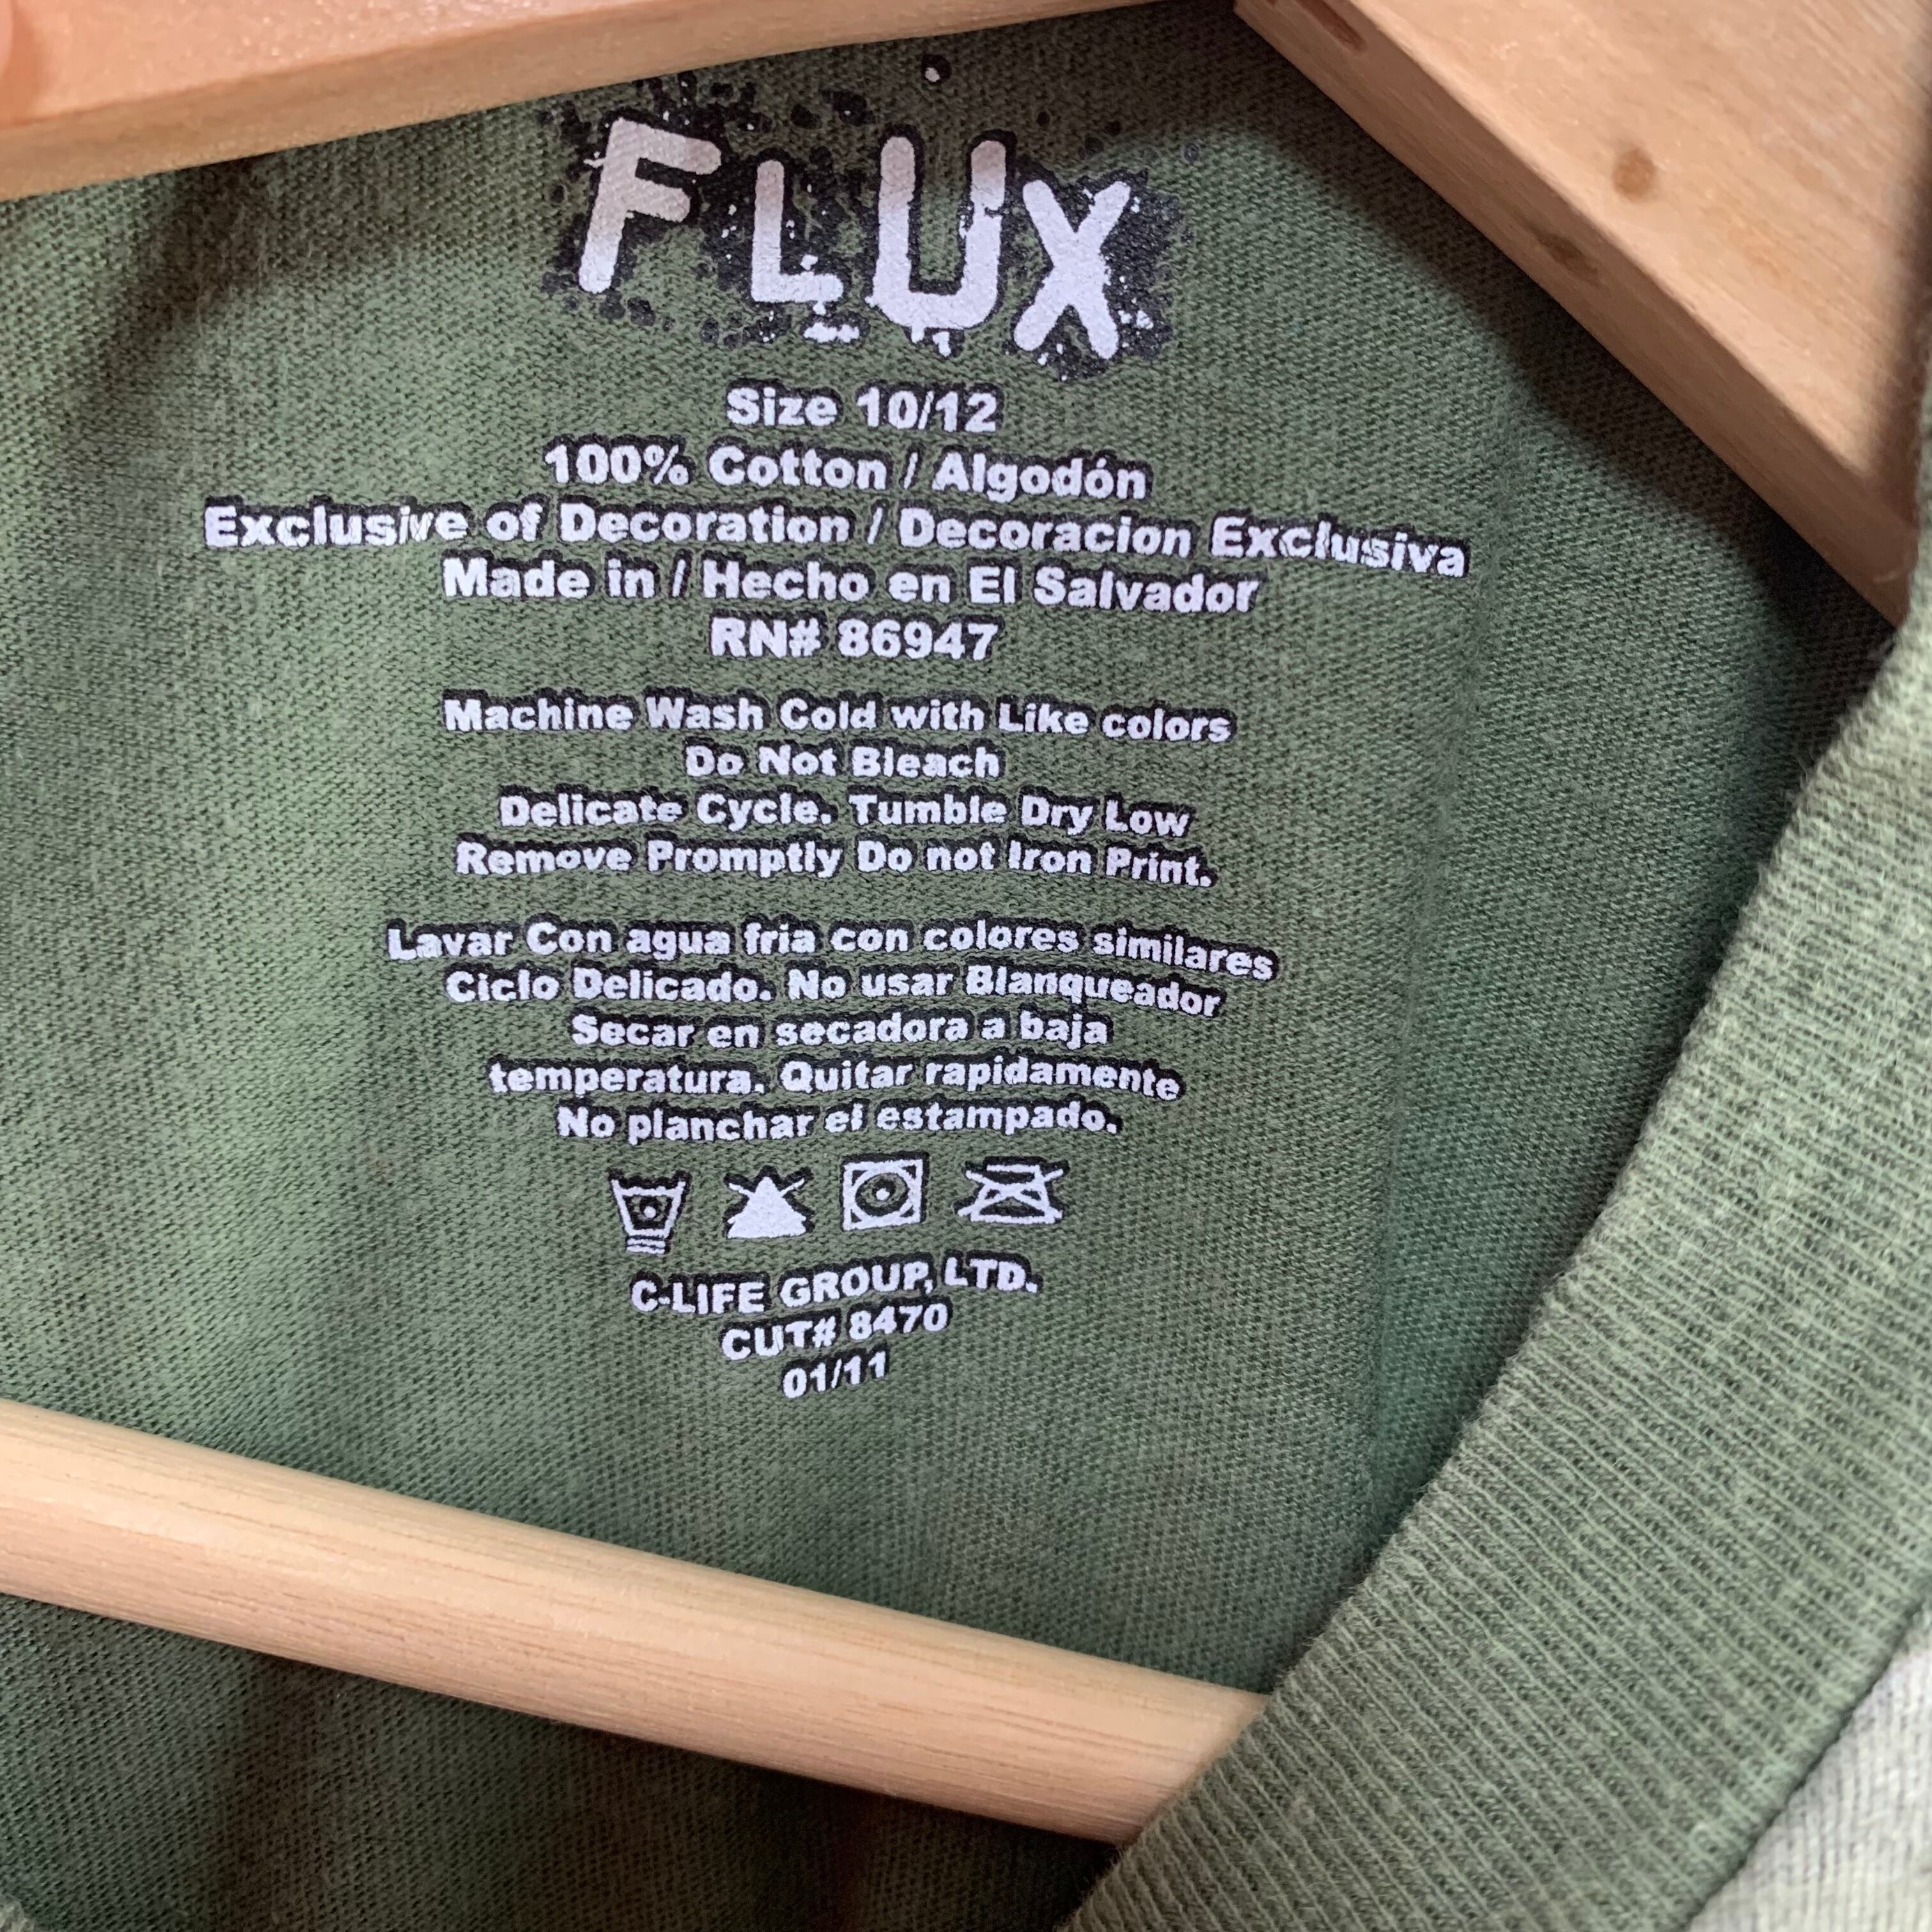 FLUX
Size 10/12
100% Cotton / Algodón
Exclusive of Decoration / Decoracion Exclusiva
Made in / Hecho en El Salvador
RN# 86947
Machine Wash Cold with Like colors
Do Not Bleach
Delicate Cycle. Tumble Dry Low
Remove Promptly Do not Iron Print.
Lavar Con agua fria con colores similares
Ciclo Delicado. No usar Blanqueador
Secar en secadora a baja
temperatura. Quitar rapidamente
No planchar el estampado.
C-LIFE GROUP, LTD.
CUT# 8470
01/11